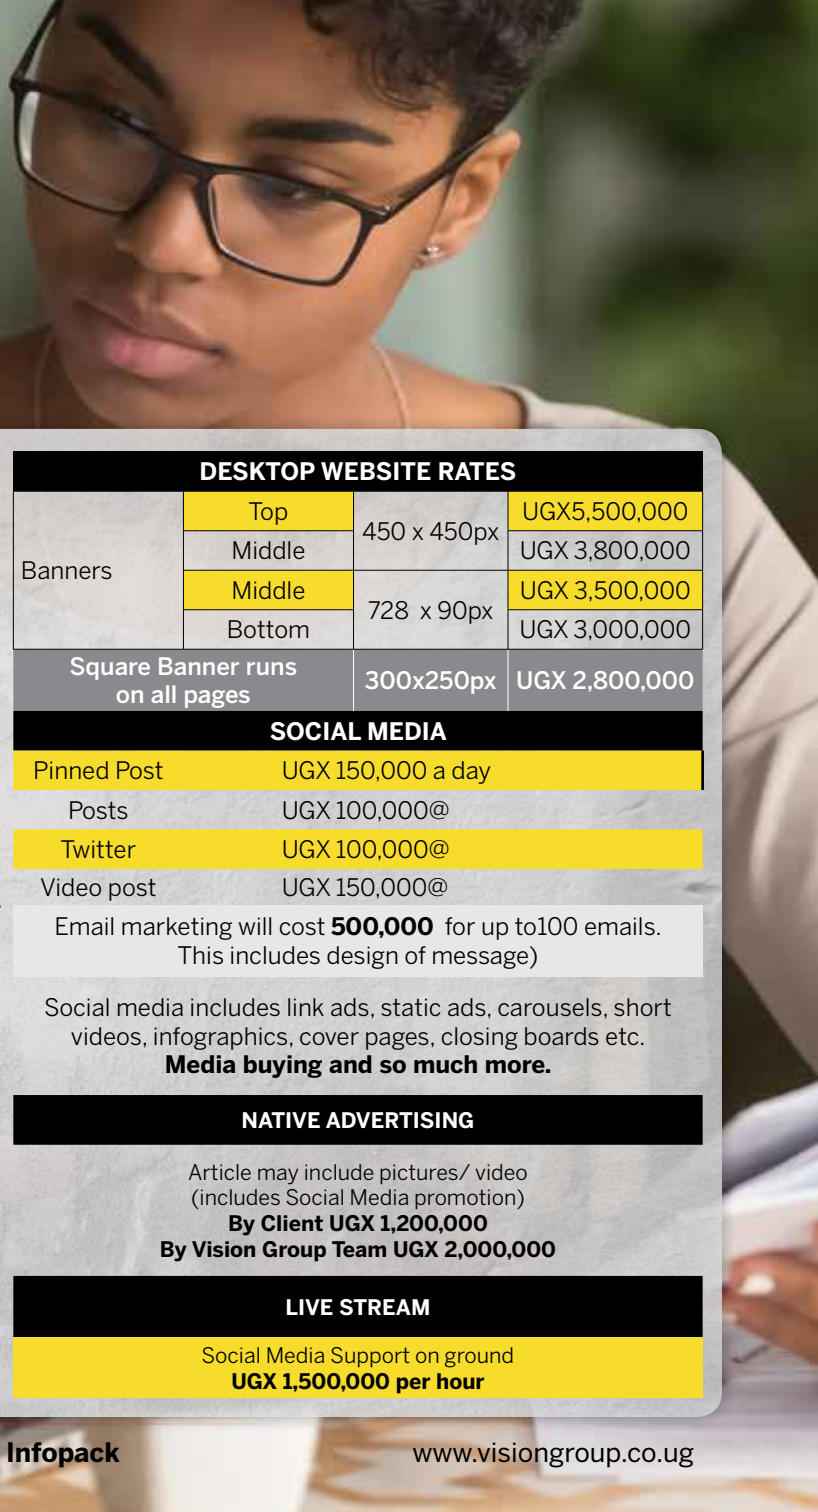 DESKTOP WEBSITE RATES
Banners
Top
450 x 450px
UGX5,500,000
Middle
UGX 3,800,000
Middle
728 x 90px
UGX 3,500,000
Bottom
UGX 3,000,000
Square Banner runs
on all pages
300x250px
UGX 2,800,000
SOCIAL MEDIA
Pinned Post UGX 150,000 a day
Posts UGX 100,000@
Twitter UGX 100,000@
Video post UGX 150,000@
Email marketing will cost 500,000 for up to100 emails.
This includes design of message)
Social media includes link ads, static ads, carousels, short
videos, infographics, cover pages, closing boards etc.
Media buying and so much more.
NATIVE ADVERTISING
Article may include pictures/ video
(includes Social Media promotion)
By Client UGX 1,200,000
By Vision Group Team UGX 2,000,000
LIVE STREAM
Social Media Support on ground
UGX 1,500,000 per hour
Infopack www.visiongroup.co.ug